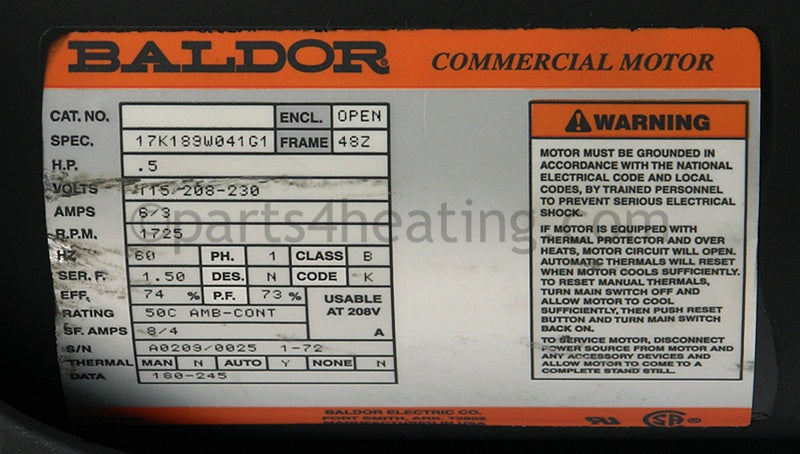 BALDOR® COMMERCIAL MOTOR
CAT. NO. ENCL. OPEN
SPEC. 17K189W041G1 FRAME 48Z
H.P. .5
VOLTS 115/208-230
AMPS 6/3
R.P.M. 1725
HZ 60 PH. 1 CLASS B
SER. F. 1.50 DES. N CODE K
EFF. 74 % P.F. 73 % USABLE AT 208V
RATING 50C AMB-CONT
SF. AMPS 8/4 A
S/N A0209/0025 1-72
THERMAL MAN N AUTO Y NONE N
DATA 180-245
WARNING
MOTOR MUST BE GROUNDED IN
ACCORDANCE WITH THE NATIONAL
ELECTRICAL CODE AND LOCAL
CODES, BY TRAINED PERSONNEL
TO PREVENT SERIOUS ELECTRICAL
SHOCK.
IF MOTOR IS EQUIPPED WITH
THERMAL PROTECTOR AND OVER
HEATS, MOTOR CIRCUIT WILL OPEN.
AUTOMATIC THERMALS WILL RESET
WHEN MOTOR COOLS SUFFICIENTLY.
TO RESET MANUAL THERMALS,
TURN MAIN SWITCH OFF AND
ALLOW MOTOR TO COOL
SUFFICIENTLY, THEN PUSH RESET
BUTTON AND TURN MAIN SWITCH
BACK ON.
TO SERVICE MOTOR, DISCONNECT
POWER SOURCE FROM MOTOR AND
ANY ACCESSORY DEVICES AND
ALLOW MOTOR TO COME TO A
COMPLETE STAND STILL.
©parts4heating.com
BALDOR ELECTRIC CO.
FORT SMITH, ARK. 72902